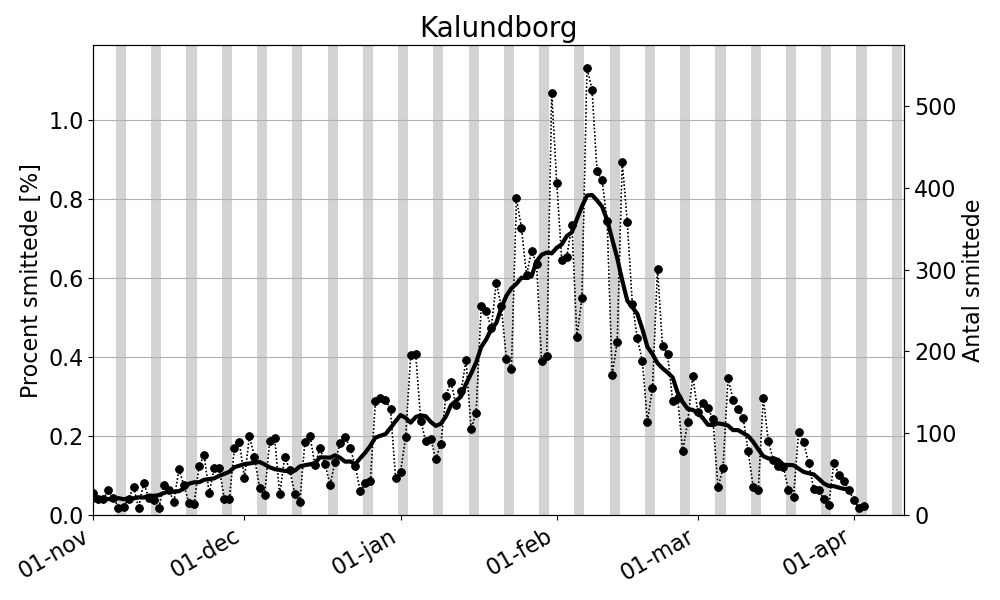 Kalundborg
Procent smittede [%]
1.0
0.8
0.6
0.4
0.2
0.0
500
400
300
200
100
0
Antal smittede
01-nov
01-dec
01-jan
01-feb
01-mar
01-apr